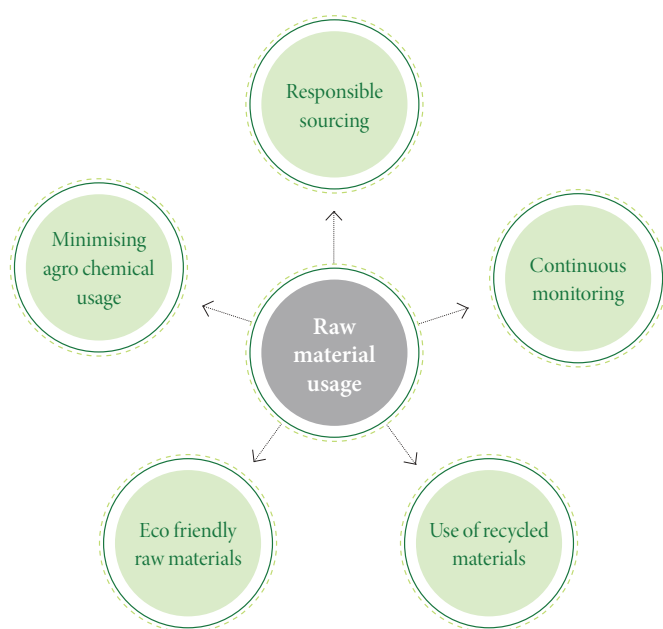 Responsible
sourcing
Minimising
agro chemical
usage
Continuous
monitoring
Raw
material
usage
Eco friendly
raw materials
Use of recycled
materials